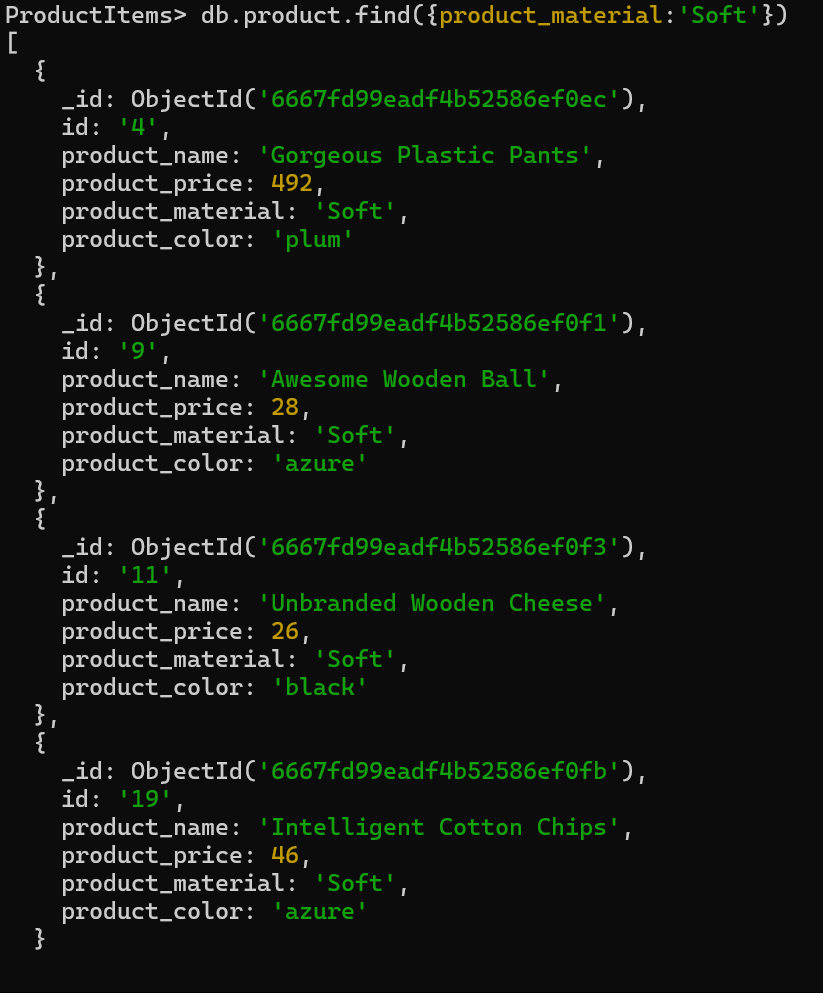 ProductItems> db.product.find({product_material:'Soft'})
[
  {
    _id: ObjectId('6667fd99eadf4b52586ef0ec'),
    id: '4',
    product_name: 'Gorgeous Plastic Pants',
    product_price: 492,
    product_material: 'Soft',
    product_color: 'plum'
  },
  {
    _id: ObjectId('6667fd99eadf4b52586ef0f1'),
    id: '9',
    product_name: 'Awesome Wooden Ball',
    product_price: 28,
    product_material: 'Soft',
    product_color: 'azure'
  },
  {
    _id: ObjectId('6667fd99eadf4b52586ef0f3'),
    id: '11',
    product_name: 'Unbranded Wooden Cheese',
    product_price: 26,
    product_material: 'Soft',
    product_color: 'black'
  },
  {
    _id: ObjectId('6667fd99eadf4b52586ef0fb'),
    id: '19',
    product_name: 'Intelligent Cotton Chips',
    product_price: 46,
    product_material: 'Soft',
    product_color: 'azure'
  }